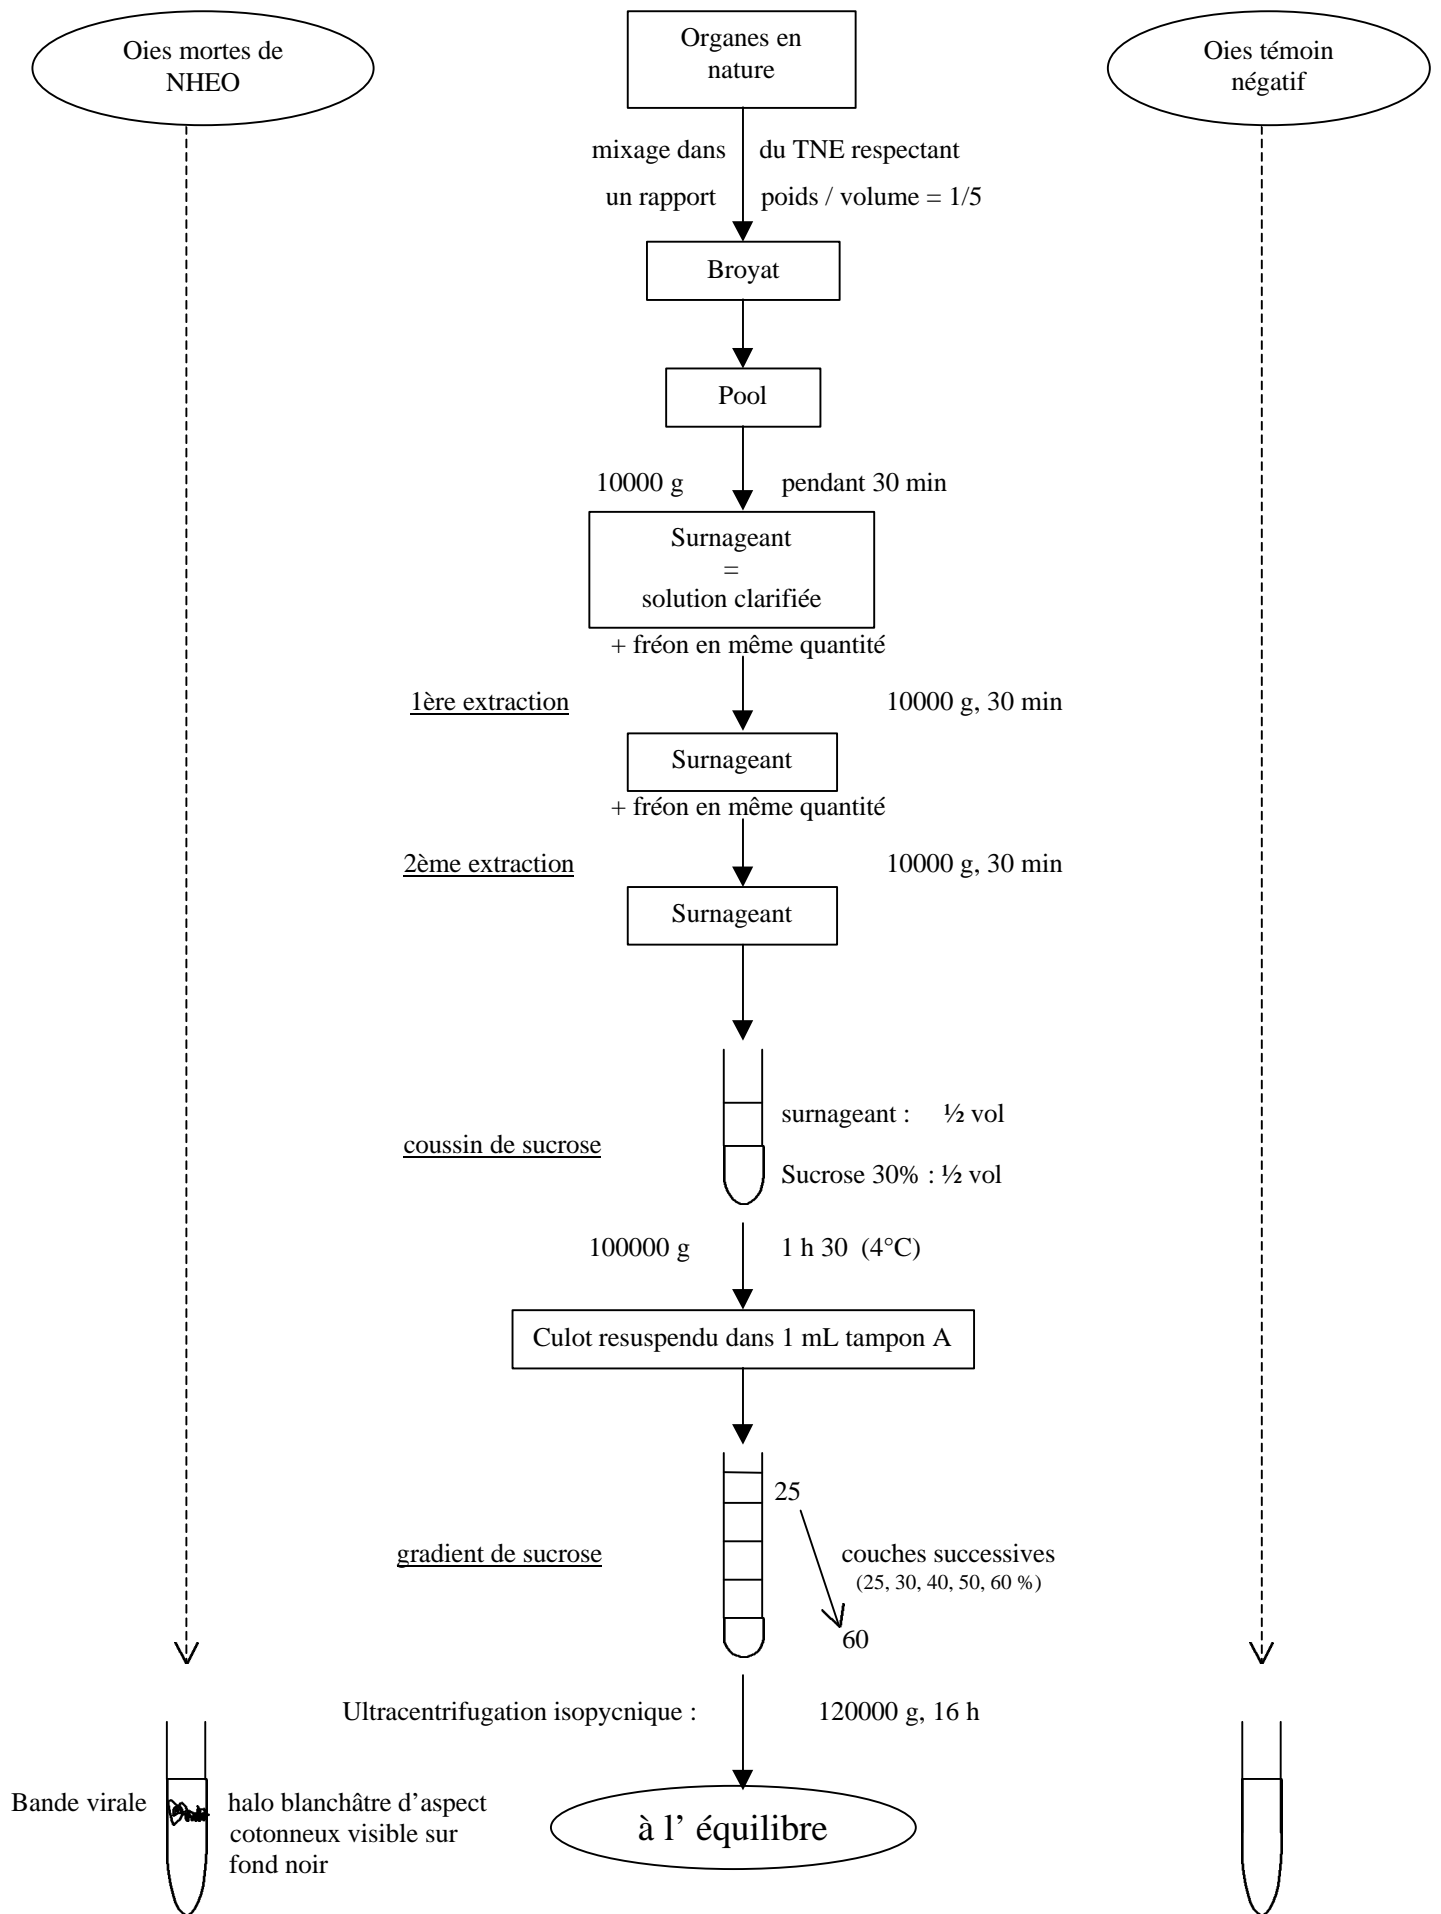 Oies mortes de
NHEO
Organes en
nature
Oies témoin
négatif
mixage dans du TNE respectant
un rapport poids / volume = 1/5
Broyat
Pool
10000 g pendant 30 min
Surnageant
=
solution clarifiée
+ fréon en même quantité
1ère extraction 10000 g, 30 min
Surnageant
+ fréon en même quantité
2ème extraction 10000 g, 30 min
Surnageant
surnageant : ½ vol
coussin de sucrose
Sucrose 30% : ½ vol
100000 g 1 h 30 (4°C)
Culot resuspendu dans 1 mL tampon A
25
gradient de sucrose couches successives
(25, 30, 40, 50, 60 %)
60
Ultracentrifugation isopycnique : 120000 g, 16 h
Bande virale halo blanchâtre d’aspect
cotonneux visible sur
fond noir
à l’ équilibre